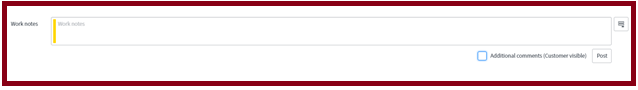 Work notes Work notes
Additional comments (Customer visible) Post